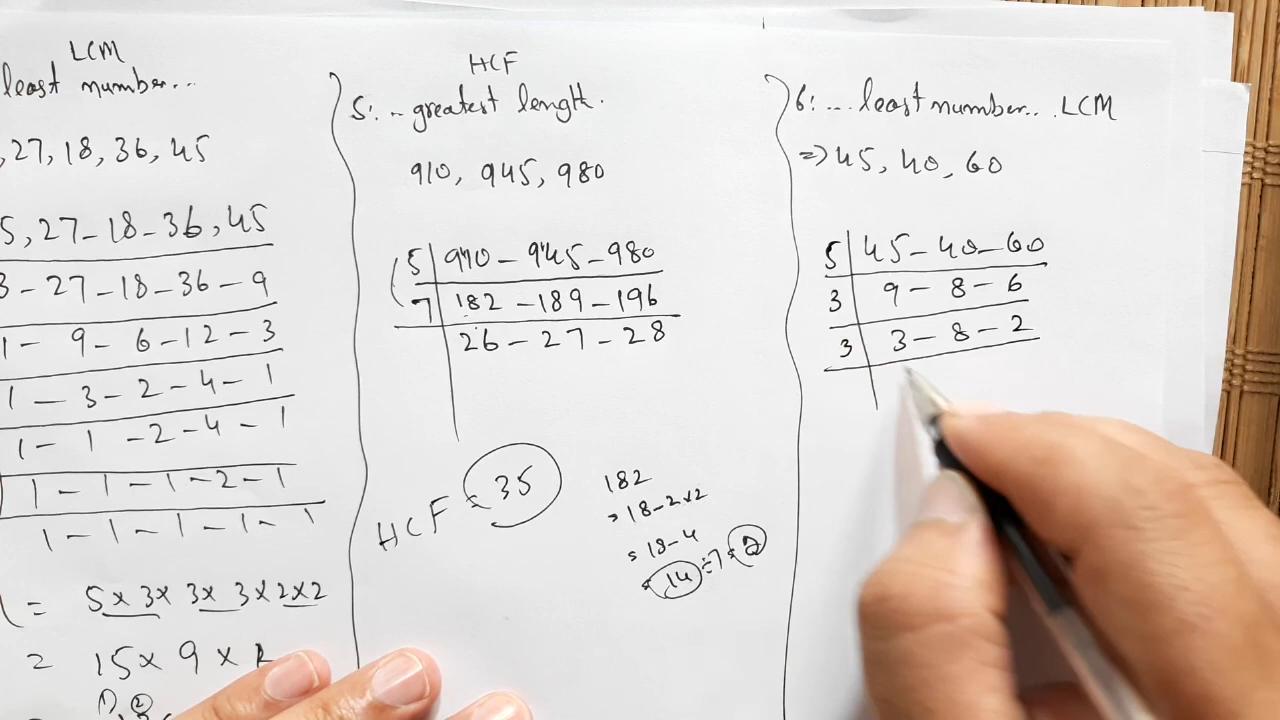 LCM
least number...
,27, 18, 36, 45
5, 27-18-36, 45
3-27-18-36-9
1-9-6-12-3
1-3-2-4-1
1-1-2-4-1
1-1-1-2-1
1-1-1-1-1
= 5x3x3x3x2x2
= 15x9x
HCF
5: .. greatest length.
910, 945, 980
5 910-945-980
7 182-189-196
26-27-28
HCF = 35
182
= 18-2x2
= 18-4
= 14÷7= 2
6: ... least number... LCM
=> 45, 40, 60
5 45-40-60
3 9-8-6
3 3-8-2